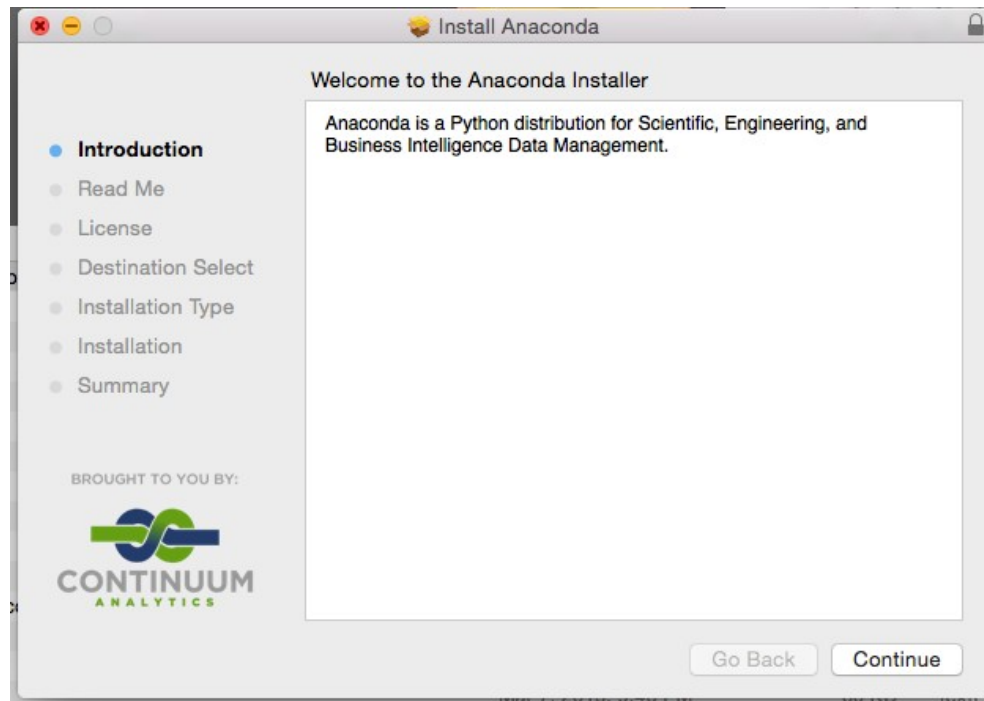 Install Anaconda
Welcome to the Anaconda Installer
Anaconda is a Python distribution for Scientific, Engineering, and
Business Intelligence Data Management.
Introduction
Read Me
License
Destination Select
Installation Type
Installation
Summary
BROUGHT TO YOU BY:
CONTINUUM
ANALYTICS
Go Back
Continue